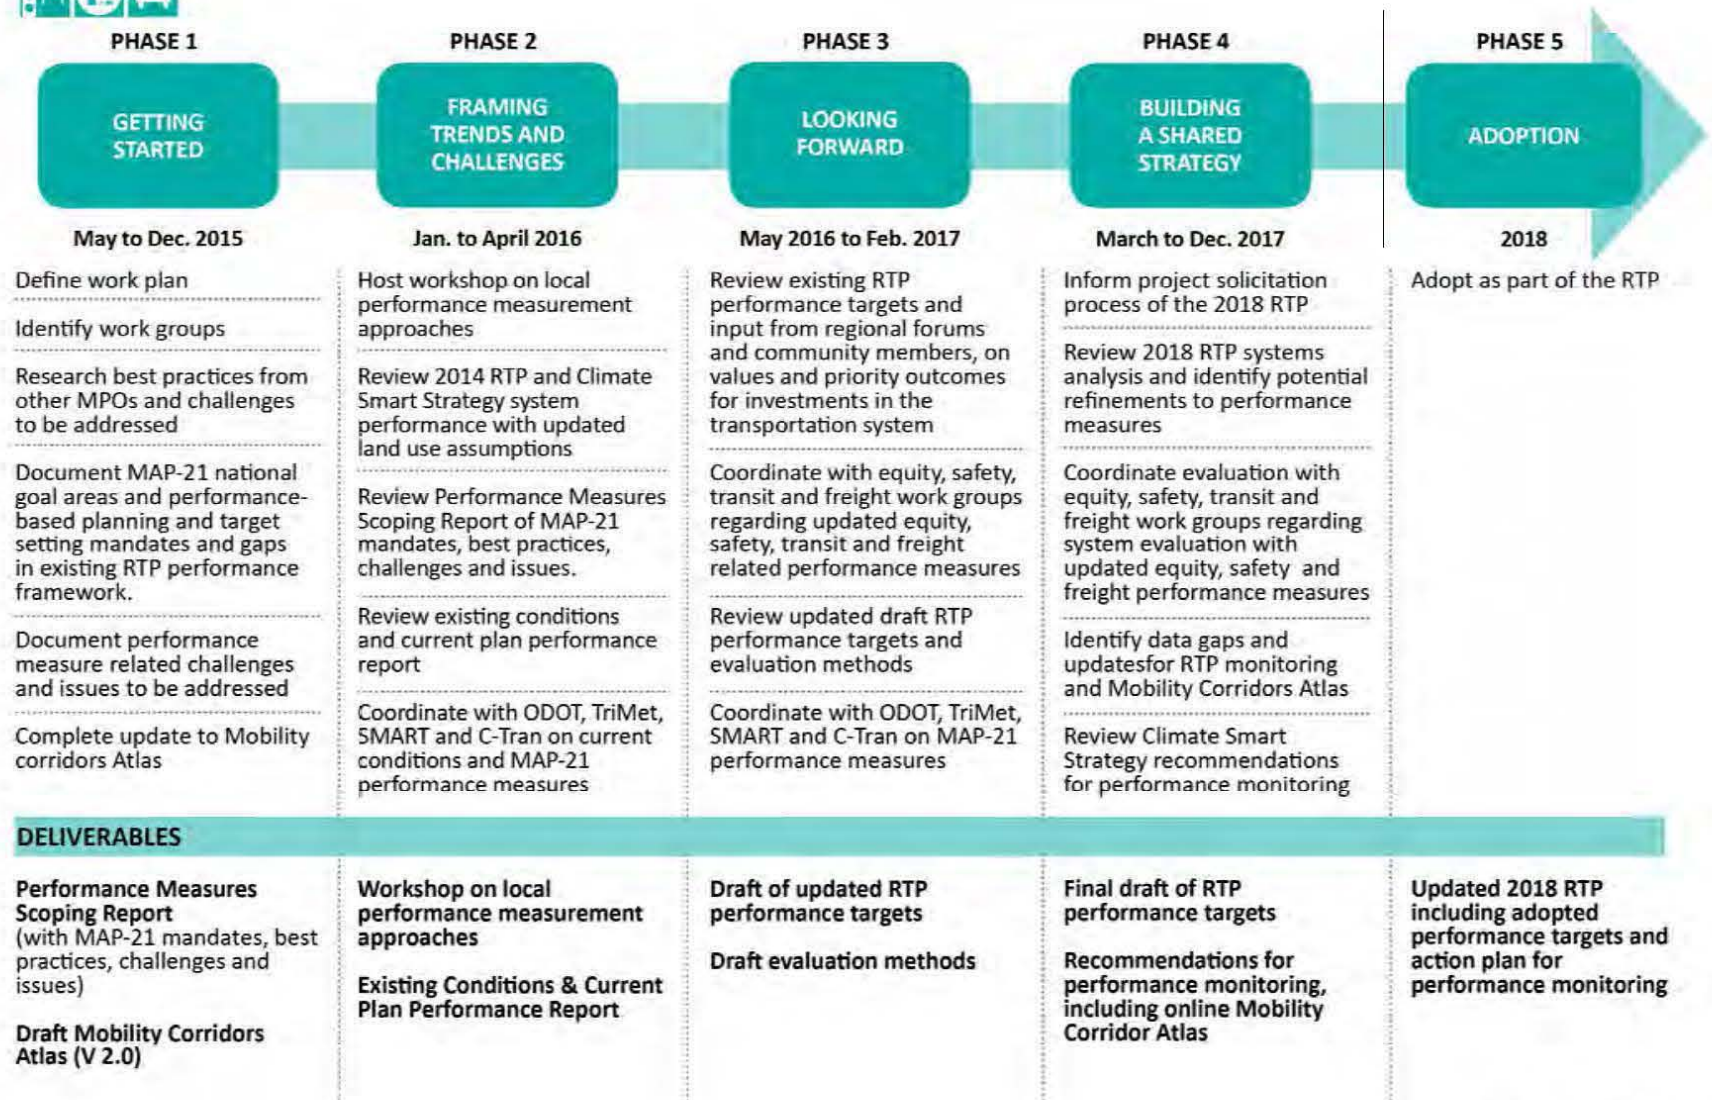 PHASE 1
GETTING
STARTED
May to Dec. 2015
Define work plan
Identify work groups
Research best practices from
other MPOs and challenges
to be addressed
Document MAP-21 national
goal areas and performance-
based planning and target
setting mandates and gaps
in existing RTP performance
framework.
Document performance
measure related challenges
and issues to be addressed
Complete update to Mobility
corridors Atlas
PHASE 2
FRAMING
TRENDS AND
CHALLENGES
Jan. to April 2016
Host workshop on local
performance measurement
approaches
Review 2014 RTP and Climate
Smart Strategy system
performance with updated
land use assumptions
Review Performance Measures
Scoping Report of MAP-21
mandates, best practices,
challenges and issues.
Review existing conditions
and current plan performance
report
Coordinate with ODOT, TriMet,
SMART and C-Tran on current
conditions and MAP-21
performance measures
PHASE 3
LOOKING
FORWARD
May 2016 to Feb. 2017
Review existing RTP
performance targets and
input from regional forums
and community members, on
values and priority outcomes
for investments in the
transportation system
Coordinate with equity, safety,
transit and freight work groups
regarding updated equity,
safety, transit and freight
related performance measures
Review updated draft RTP
performance targets and
evaluation methods
Coordinate with ODOT, TriMet,
SMART and C-Tran on MAP-21
performance measures
PHASE 4
BUILDING
A SHARED
STRATEGY
March to Dec. 2017
Inform project solicitation
process of the 2018 RTP
Review 2018 RTP systems
analysis and identify potential
refinements to performance
measures
Coordinate evaluation with
equity, safety, transit and
freight work groups regarding
system evaluation with
updated equity, safety and
freight performance measures
Identify data gaps and
updatesfor RTP monitoring
and Mobility Corridors Atlas
Review Climate Smart
Strategy recommendations
for performance monitoring
PHASE 5
ADOPTION
2018
Adopt as part of the RTP
DELIVERABLES
Performance Measures
Scoping Report
(with MAP-21 mandates, best
practices, challenges and
issues)
Draft Mobility Corridors
Atlas (V 2.0)
Workshop on local
performance measurement
approaches
Existing Conditions & Current
Plan Performance Report
Draft of updated RTP
performance targets
Draft evaluation methods
Final draft of RTP
performance targets
Recommendations for
performance monitoring,
including online Mobility
Corridor Atlas
Updated 2018 RTP
including adopted
performance targets and
action plan for
performance monitoring